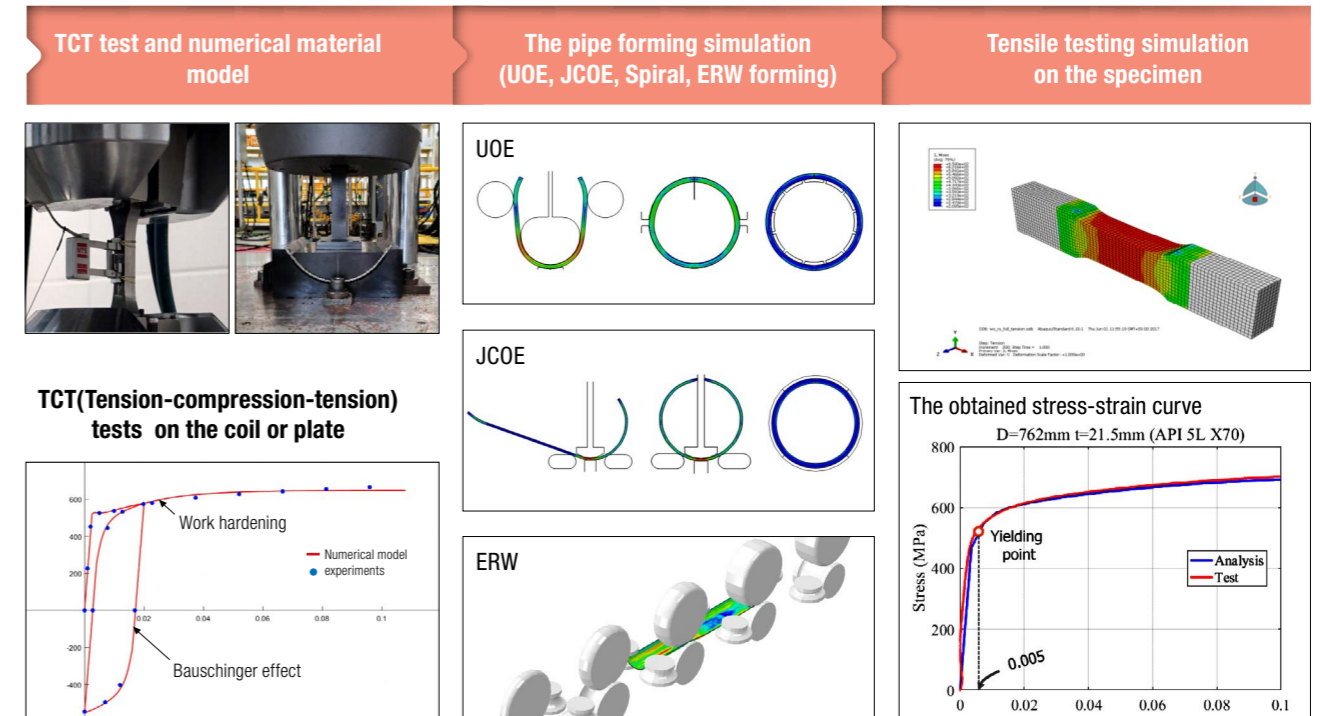 TCT test and numerical material
model
The pipe forming simulation
(UOE, JCOE, Spiral, ERW forming)
Tensile testing simulation
on the specimen
TCT(Tension-compression-tension)
tests on the coil or plate
600
400
200
-200
-400
0.02
0.04
0.06
0.08
0.1
Work hardening
Numerical model
experiments
Bauschinger effect
UOE
JCOE
ERW
Y
Z
X
Step: Tension
The obtained stress-strain curve
D=762mm t=21.5mm (API 5L X70)
Stress (MPa)
800
600
400
200
0
Yielding
point
Analysis
Test
0.005
0
0.02
0.04
0.06
0.08
0.1